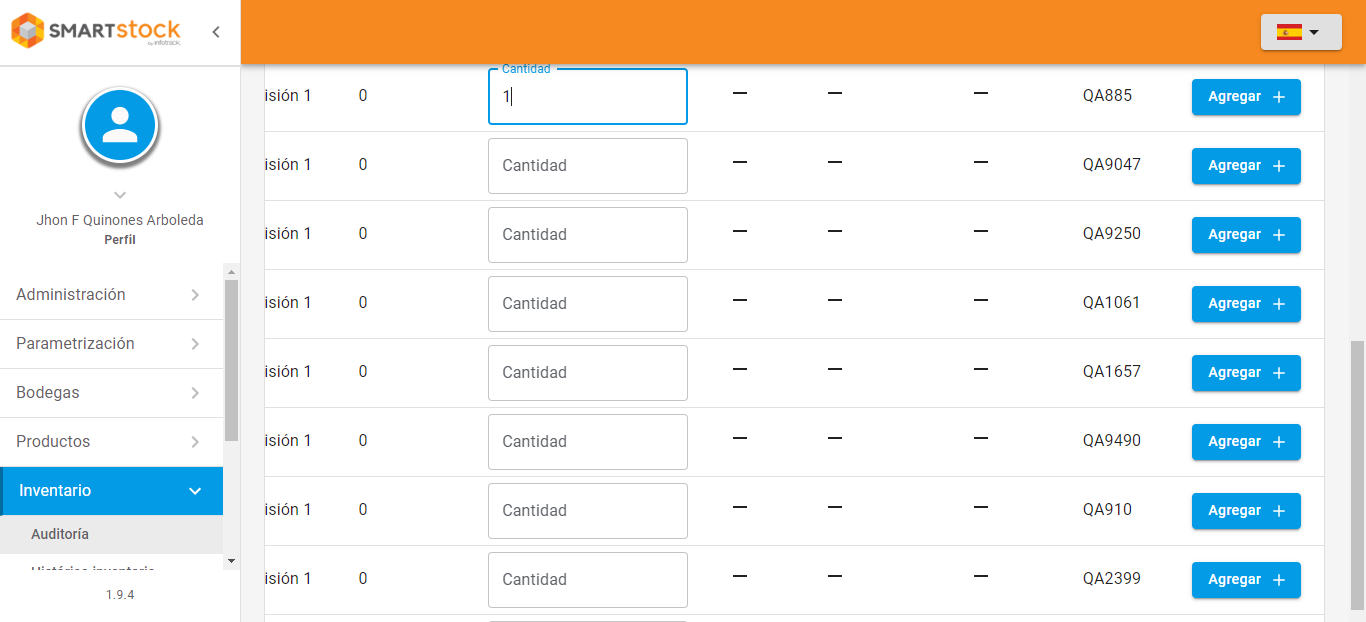 SMARTSTOCK
by infotrack.
Jhon F Quinones Arboleda
Perfil
Administración
Parametrización
Bodegas
Productos
Inventario
Auditoría
Histórico inventario
1.9.4
Cantidad
isión 1 0 1 — — — QA885 Agregar +
isión 1 0 Cantidad — — — QA9047 Agregar +
isión 1 0 Cantidad — — — QA9250 Agregar +
isión 1 0 Cantidad — — — QA1061 Agregar +
isión 1 0 Cantidad — — — QA1657 Agregar +
isión 1 0 Cantidad — — — QA9490 Agregar +
isión 1 0 Cantidad — — — QA910 Agregar +
isión 1 0 Cantidad — — — QA2399 Agregar +